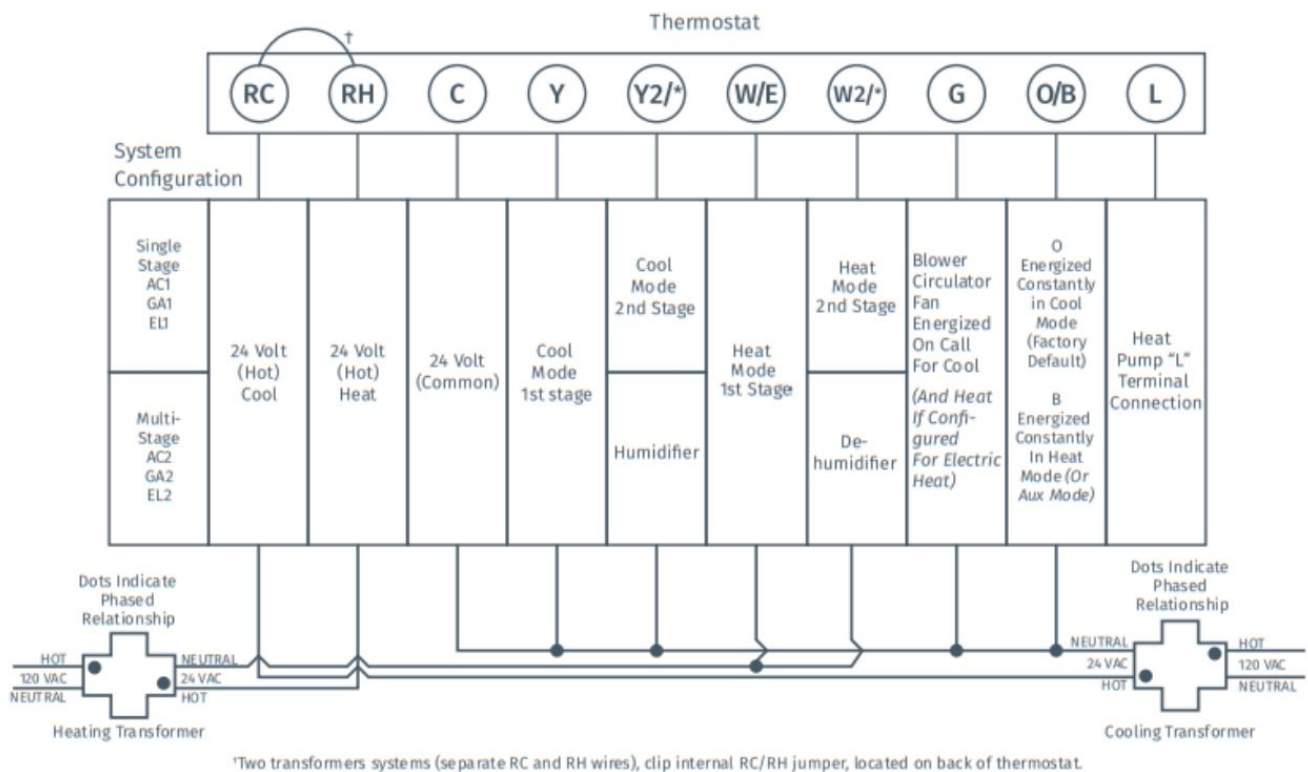 Thermostat
†
RC RH C Y Y2/* W/E W2/* G O/B L
System
Configuration
Single
Stage
AC1
GA1
EL1
Multi-
Stage
AC2
GA2
EL2
24 Volt
(Hot)
Cool
24 Volt
(Hot)
Heat
24 Volt
(Common)
Cool
Mode
1st stage
Cool
Mode
2nd Stage
Humidifier
Heat
Mode
1st Stage
Heat
Mode
2nd Stage
De-
humidifier
Blower
Circulator
Fan
Energized
On Call
For Cool
(And Heat
If Confi-
gured
For Electric
Heat)
O
Energized
Constantly
in Cool
Mode
(Factory
Default)
B
Energized
Constantly
In Heat
Mode (Or
Aux Mode)
Heat
Pump “L”
Terminal
Connection
Dots Indicate
Phased
Relationship
HOT
120 VAC
NEUTRAL
NEUTRAL
24 VAC
HOT
Heating Transformer
Dots Indicate
Phased
Relationship
NEUTRAL
24 VAC
HOT
HOT
120 VAC
NEUTRAL
Cooling Transformer
†Two transformers systems (separate RC and RH wires), clip internal RC/RH jumper, located on back of thermostat.